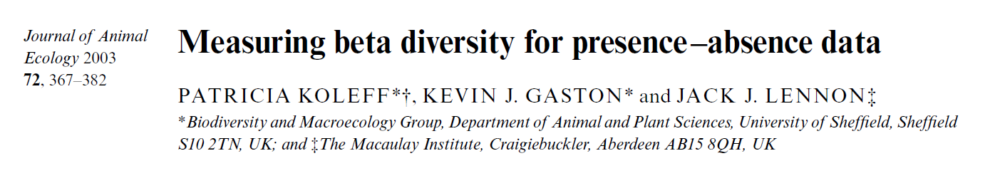 Journal of Animal
Ecology 2003
72, 367–382
Measuring beta diversity for presence–absence data
PATRICIA KOLEFF*†, KEVIN J. GASTON* and JACK J. LENNON‡
*Biodiversity and Macroecology Group, Department of Animal and Plant Sciences, University of Sheffield, Sheffield
S10 2TN, UK; and ‡The Macaulay Institute, Craigiebuckler, Aberdeen AB15 8QH, UK